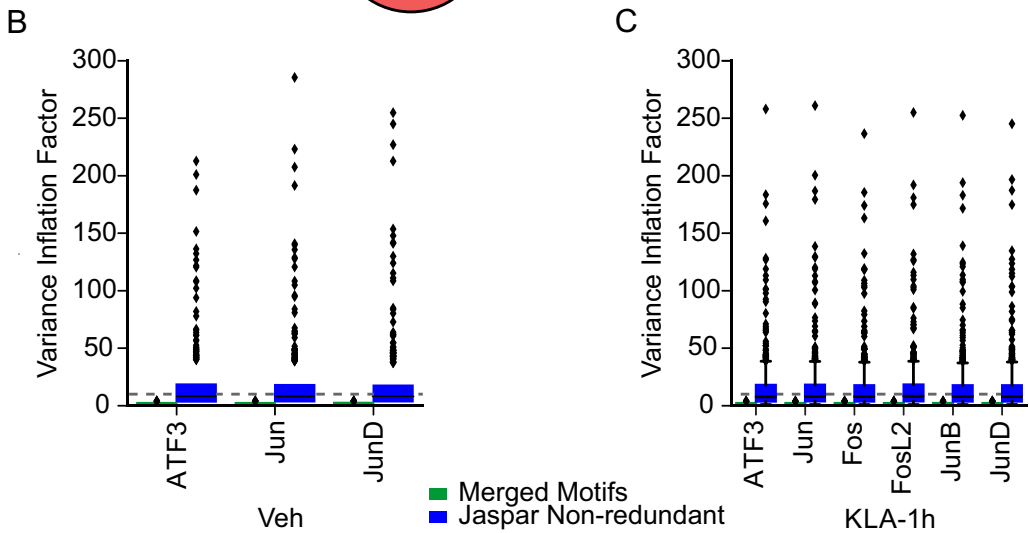 B
C
Variance Inflation Factor
300
250
200
150
100
50
0
ATF3
Jun
JunD
Veh
Variance Inflation Factor
300
250
200
150
100
50
0
ATF3
Jun
Fos
FosL2
JunB
JunD
KLA-1h
Merged Motifs
Jaspar Non-redundant